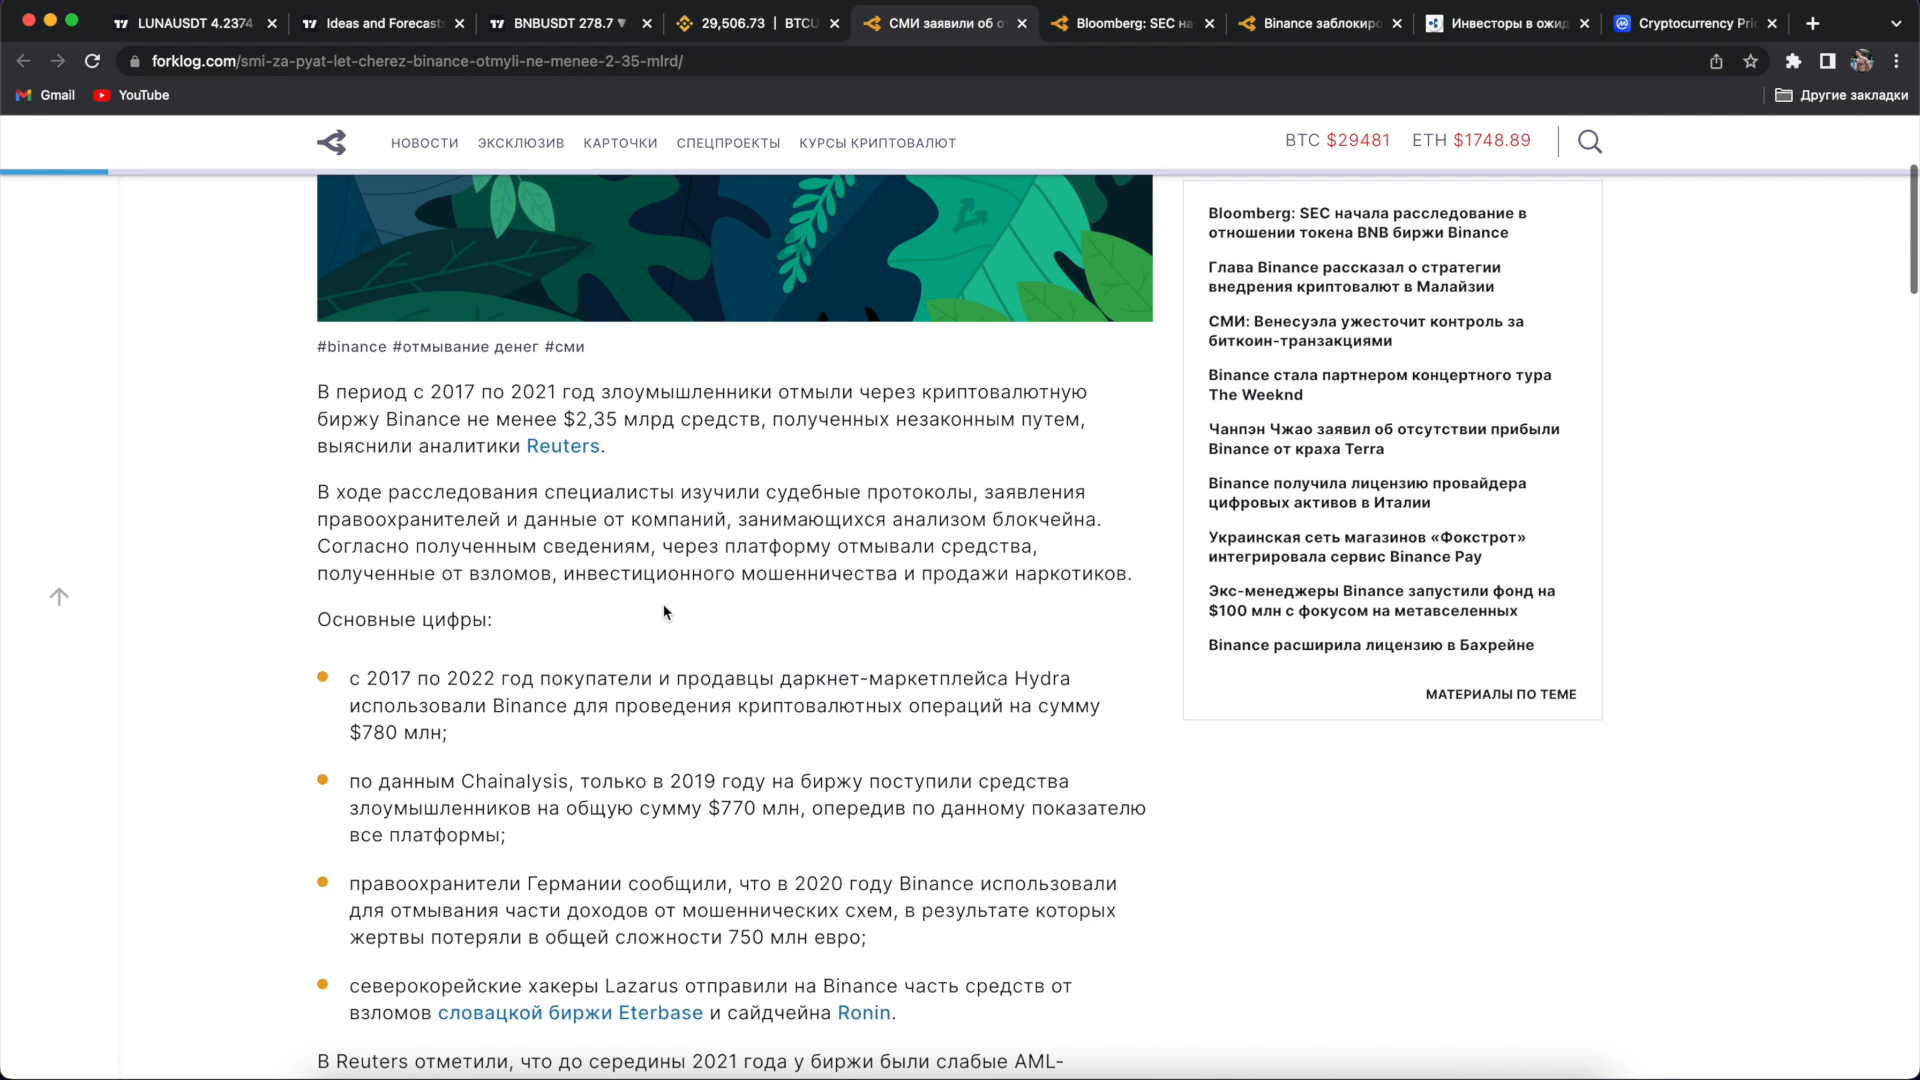 LUNAUSDT 4.2374
Ideas and Forecast
BNBUSDT 278.7 ▼
29,506.73 | BTCU
СМИ заявили об о
Bloomberg: SEC на
Binance заблокиро
Инвесторы в ожид
Cryptocurrency Pri
forklog.com/smi-za-pyat-let-cherez-binance-otmyli-ne-menee-2-35-mlrd/
Gmail
YouTube
Другие закладки
НОВОСТИ ЭКСКЛЮЗИВ КАРТОЧКИ СПЕЦПРОЕКТЫ КУРСЫ КРИПТОВАЛЮТ
BTC $29481 ETH $1748.89
#binance #отмывание денег #сми
В период с 2017 по 2021 год злоумышленники отмыли через криптовалютную
биржу Binance не менее $2,35 млрд средств, полученных незаконным путем,
выяснили аналитики Reuters.
В ходе расследования специалисты изучили судебные протоколы, заявления
правоохранителей и данные от компаний, занимающихся анализом блокчейна.
Согласно полученным сведениям, через платформу отмывали средства,
полученные от взломов, инвестиционного мошенничества и продажи наркотиков.
Основные цифры:
с 2017 по 2022 год покупатели и продавцы даркнет-маркетплейса Hydra
использовали Binance для проведения криптовалютных операций на сумму
$780 млн;
по данным Chainalysis, только в 2019 году на биржу поступили средства
злоумышленников на общую сумму $770 млн, опередив по данному показателю
все платформы;
правоохранители Германии сообщили, что в 2020 году Binance использовали
для отмывания части доходов от мошеннических схем, в результате которых
жертвы потеряли в общей сложности 750 млн евро;
северокорейские хакеры Lazarus отправили на Binance часть средств от
взломов словацкой биржи Eterbase и сайдчейна Ronin.
В Reuters отметили, что до середины 2021 года у биржи были слабые AML-
Bloomberg: SEC начала расследование в
отношении токена BNB биржи Binance
Глава Binance рассказал о стратегии
внедрения криптовалют в Малайзии
СМИ: Венесуэла ужесточит контроль за
биткоин-транзакциями
Binance стала партнером концертного тура
The Weeknd
Чанпэн Чжао заявил об отсутствии прибыли
Binance от краха Terra
Binance получила лицензию провайдера
цифровых активов в Италии
Украинская сеть магазинов «Фокстрот»
интегрировала сервис Binance Pay
Экс-менеджеры Binance запустили фонд на
$100 млн с фокусом на метавселенных
Binance расширила лицензию в Бахрейне
МАТЕРИАЛЫ ПО ТЕМЕ